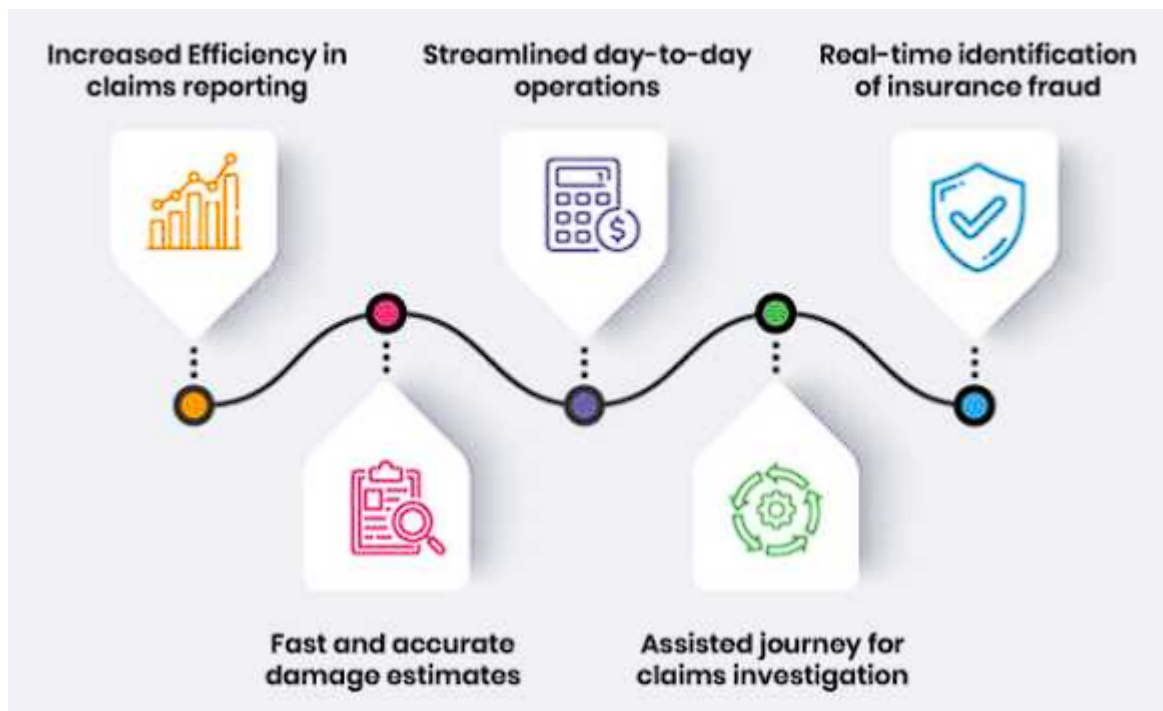 Increased Efficiency in
claims reporting
Streamlined day-to-day
operations
Real-time identification
of insurance fraud
$
Fast and accurate
damage estimates
Assisted journey for
claims investigation